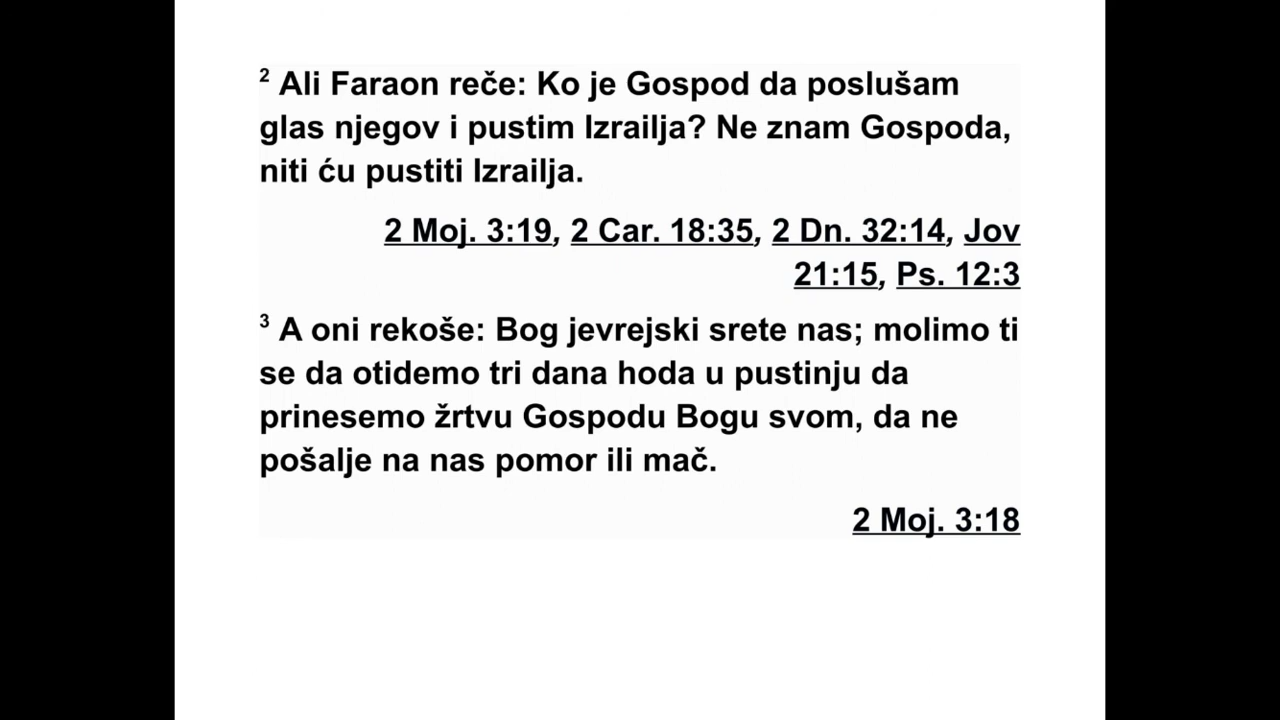 2 Ali Faraon reče: Ko je Gospod da poslušam
glas njegov i pustim Izrailja? Ne znam Gospoda,
niti ću pustiti Izrailja.
2 Moj. 3:19, 2 Car. 18:35, 2 Dn. 32:14, Jov
21:15, Ps. 12:3
3 A oni rekoše: Bog jevrejski srete nas; molimo ti
se da otidemo tri dana hoda u pustinju da
prinesemo žrtvu Gospodu Bogu svom, da ne
pošalje na nas pomor ili mač.
2 Moj. 3:18